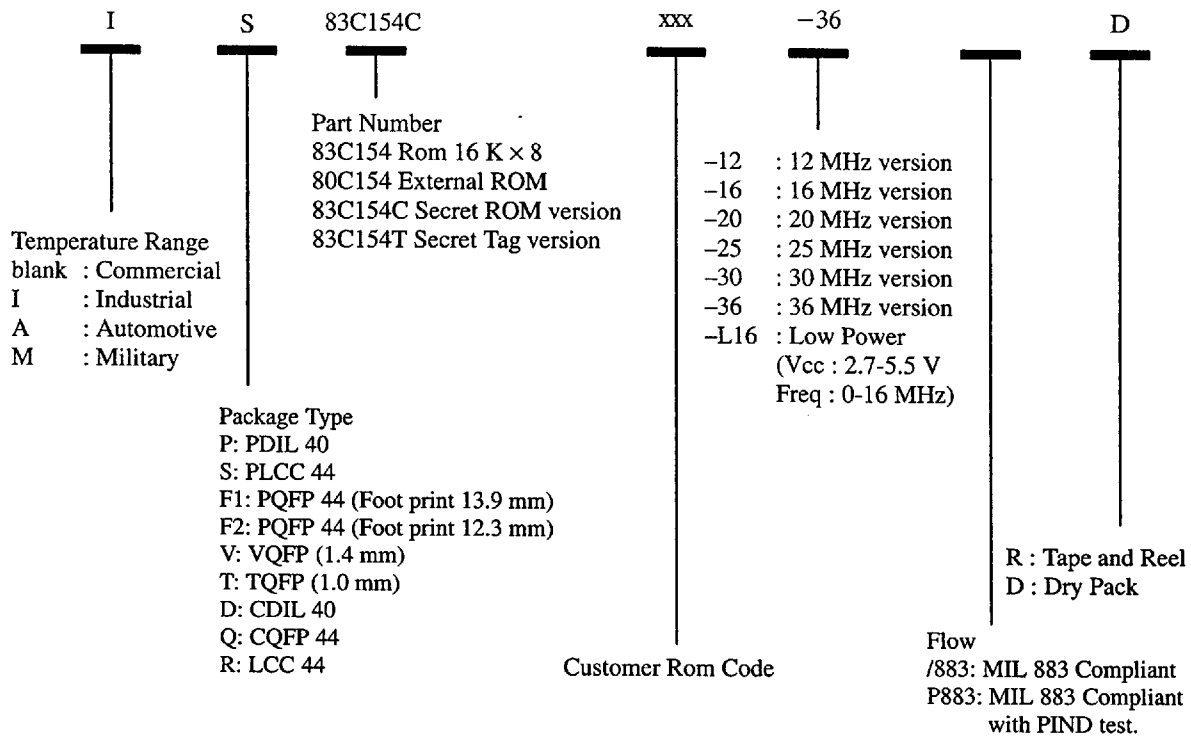 I S 83C154C xxx –36 D
Part Number
83C154 Rom 16 K × 8
80C154 External ROM
83C154C Secret ROM version
83C154T Secret Tag version
Temperature Range
blank : Commercial
I : Industrial
A : Automotive
M : Military
–12 : 12 MHz version
–16 : 16 MHz version
–20 : 20 MHz version
–25 : 25 MHz version
–30 : 30 MHz version
–36 : 36 MHz version
–L16 : Low Power
(Vcc : 2.7-5.5 V
Freq : 0-16 MHz)
Package Type
P: PDIL 40
S: PLCC 44
F1: PQFP 44 (Foot print 13.9 mm)
F2: PQFP 44 (Foot print 12.3 mm)
V: VQFP (1.4 mm)
T: TQFP (1.0 mm)
D: CDIL 40
Q: CQFP 44
R: LCC 44
Customer Rom Code
R : Tape and Reel
D : Dry Pack
Flow
/883: MIL 883 Compliant
P883: MIL 883 Compliant
with PIND test.